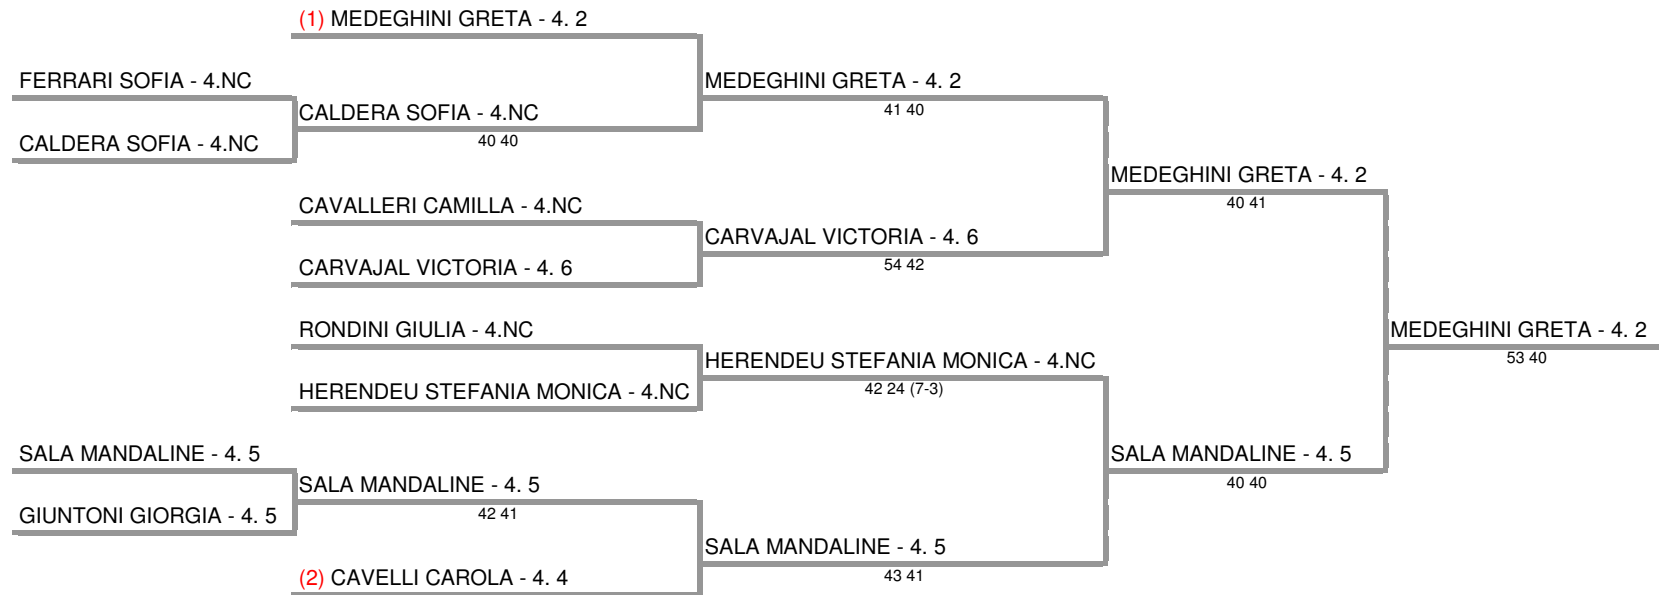 (1) MEDEGHINI GRETA - 4. 2
FERRARI SOFIA - 4.NC
MEDEGHINI GRETA - 4. 2
41 40
CALDERA SOFIA - 4.NC
40 40
CALDERA SOFIA - 4.NC
MEDEGHINI GRETA - 4. 2
40 41
CAVALLERI CAMILLA - 4.NC
CARVAJAL VICTORIA - 4. 6
54 42
CARVAJAL VICTORIA - 4. 6
RONDINI GIULIA - 4.NC
MEDEGHINI GRETA - 4. 2
53 40
HERENDEU STEFANIA MONICA - 4.NC
42 24 (7-3)
HERENDEU STEFANIA MONICA - 4.NC
SALA MANDALINE - 4. 5
SALA MANDALINE - 4. 5
40 40
SALA MANDALINE - 4. 5
42 41
GIUNTONI GIORGIA - 4. 5
SALA MANDALINE - 4. 5
43 41
(2) CAVELLI CAROLA - 4. 4